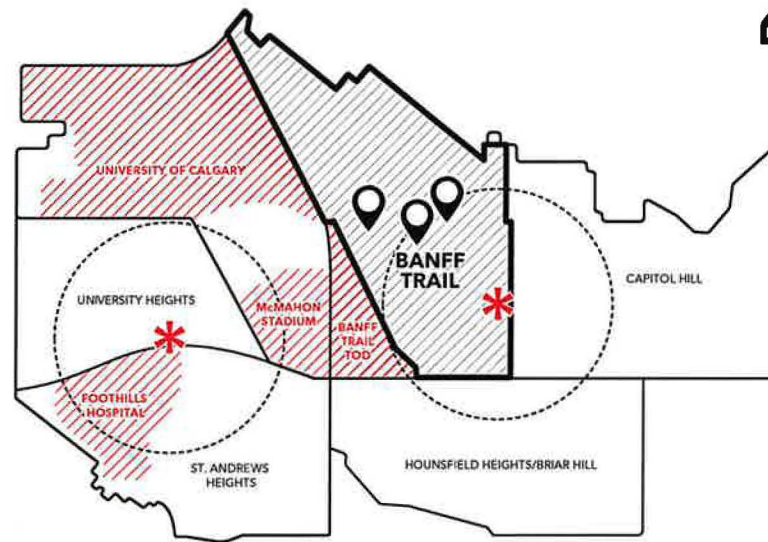 UNIVERSITY OF CALGARY
BANFF
TRAIL
CAPITOL HILL
UNIVERSITY HEIGHTS
McMAHON
STADIUM
BANFF
TRAIL
TOD
FOOTHILLS
HOSPITAL
ST. ANDREWS
HEIGHTS
HOUNSFIELD HEIGHTS/BRIAR HILL